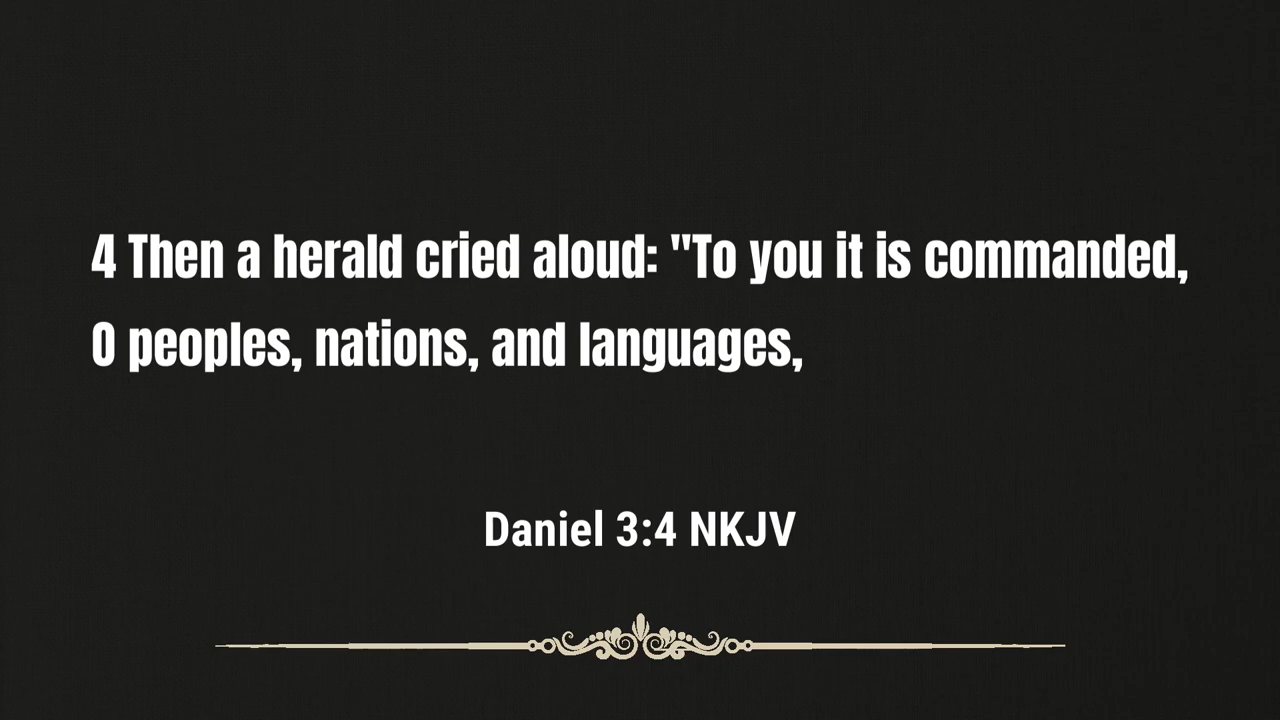 4 Then a herald cried aloud: "To you it is commanded,
O peoples, nations, and languages,
Daniel 3:4 NKJV